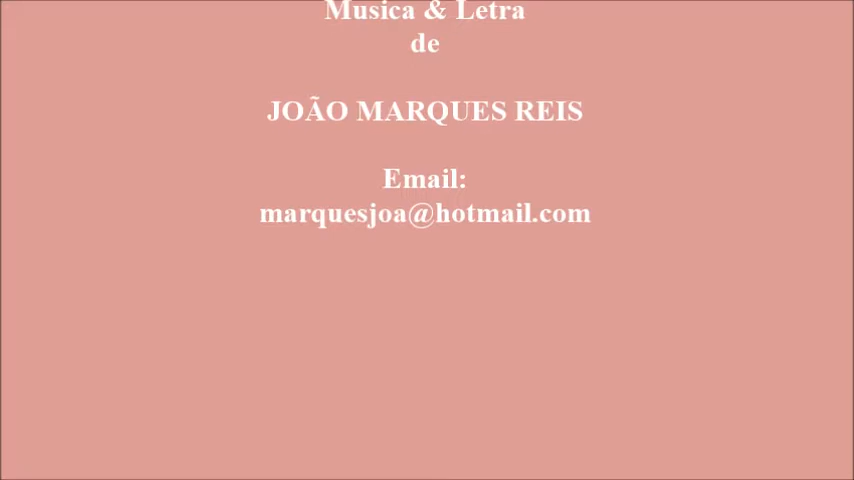 Musica & Letra
de
JOÃO MARQUES REIS
Email:
marquesjoa@hotmail.com